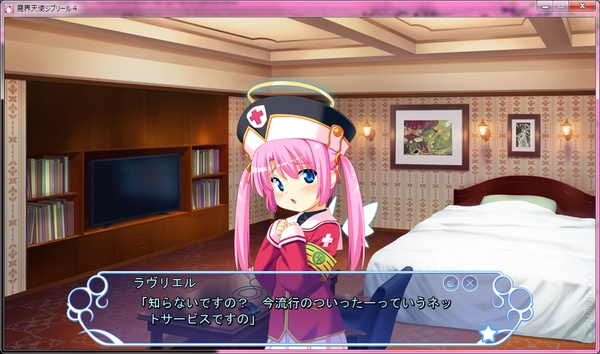 魔界天使ジブリール4
ラヴリエル
「知らないですの？　今流行のついったーっていうネッ
トサービスですの」